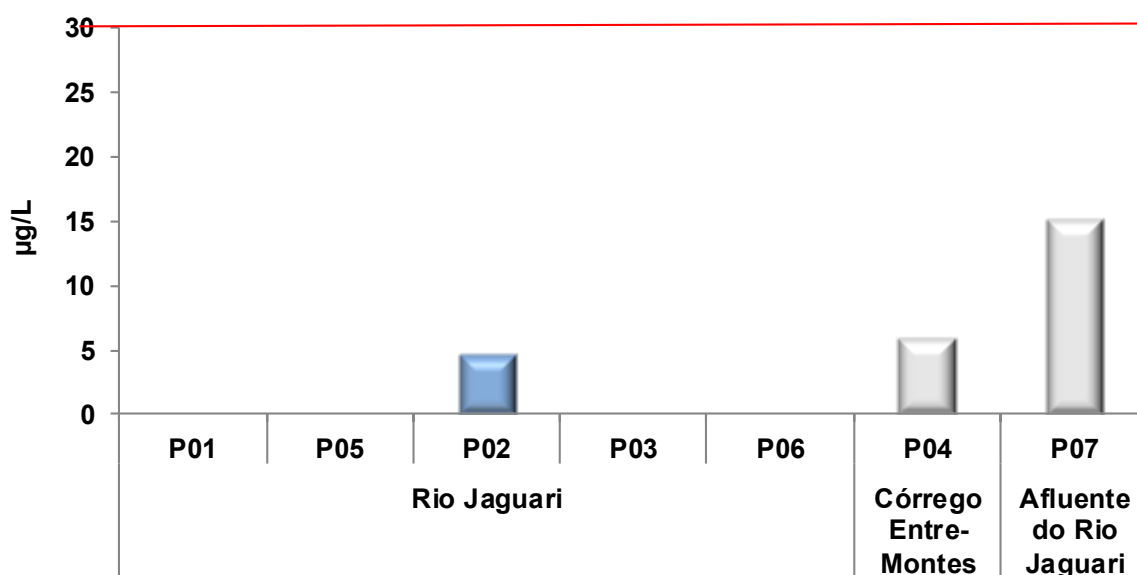 30
25
20
15
10
5
0
µg/L
P01 P05 P02 P03 P06 P04 P07
Rio Jaguari
Córrego
Entre-
Montes
Afluente
do Rio
Jaguari